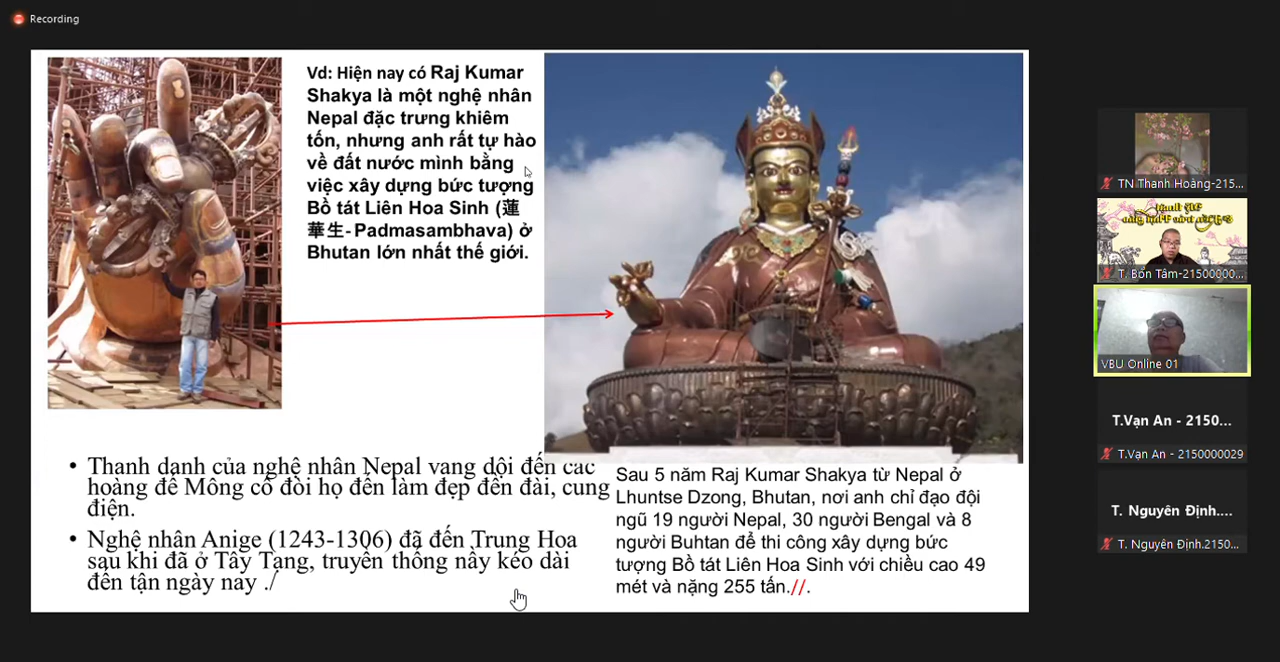 Recording
Vd: Hiện nay có Raj Kumar
Shakya là một nghệ nhân
Nepal đặc trưng khiêm
tốn, nhưng anh rất tự hào
về đất nước mình bằng
việc xây dựng bức tượng
Bồ tát Liên Hoa Sinh (蓮
華生- Padmasambhava) ở
Bhutan lớn nhất thế giới.
• Thanh danh của nghệ nhân Nepal vang dội đến các
hoàng đế Mông cổ đòi họ đến làm đẹp đền đài, cung
điện.
• Nghệ nhân Anige (1243-1306) đã đến Trung Hoa
sau khi đã ở Tây Tạng, truyền thống nầy kéo dài
đến tận ngày nay ./
Sau 5 năm Raj Kumar Shakya từ Nepal ở
Lhuntse Dzong, Bhutan, nơi anh chỉ đạo đội
ngũ 19 người Nepal, 30 người Bengal và 8
người Buhtan để thi công xây dựng bức
tượng Bồ tát Liên Hoa Sinh với chiều cao 49
mét và nặng 255 tấn.//.
TN Thanh Hoàng-215...
T. Bổn Tâm-21500000...
VBU Online 01
T.Vạn An - 2150...
T.Vạn An - 2150000029
T. Nguyên Định....
T. Nguyên Định.2150...